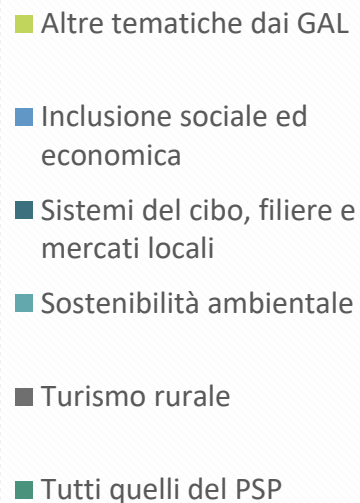 Altre tematiche dai GAL
Inclusione sociale ed
economica
Sistemi del cibo, filiere e
mercati locali
Sostenibilità ambientale
Turismo rurale
Tutti quelli del PSP